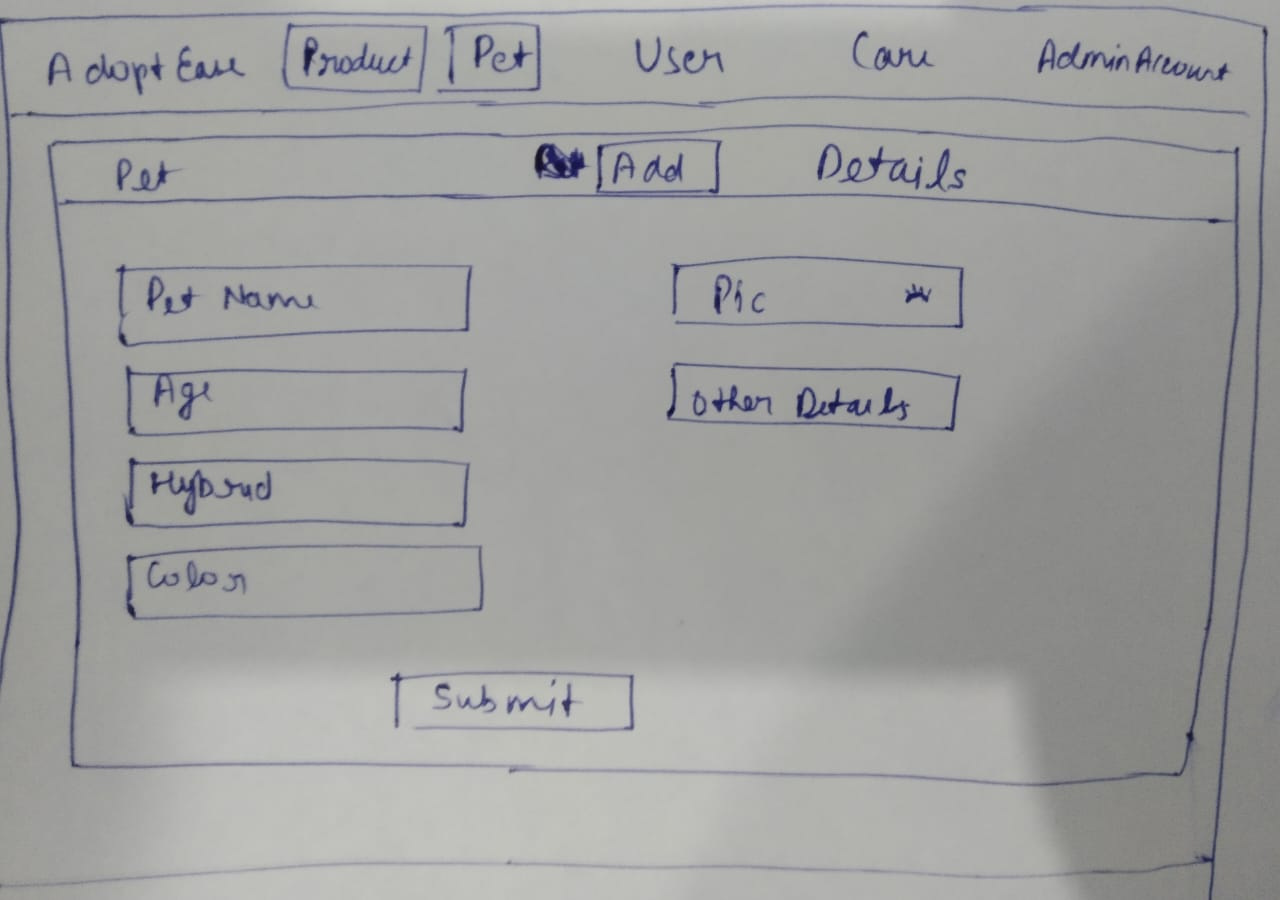 AdoptEase Product Pet User Care AdminAccount
Pet Add Details
Pet Name Pic
Age Other Details
Hybrid
Color
Submit